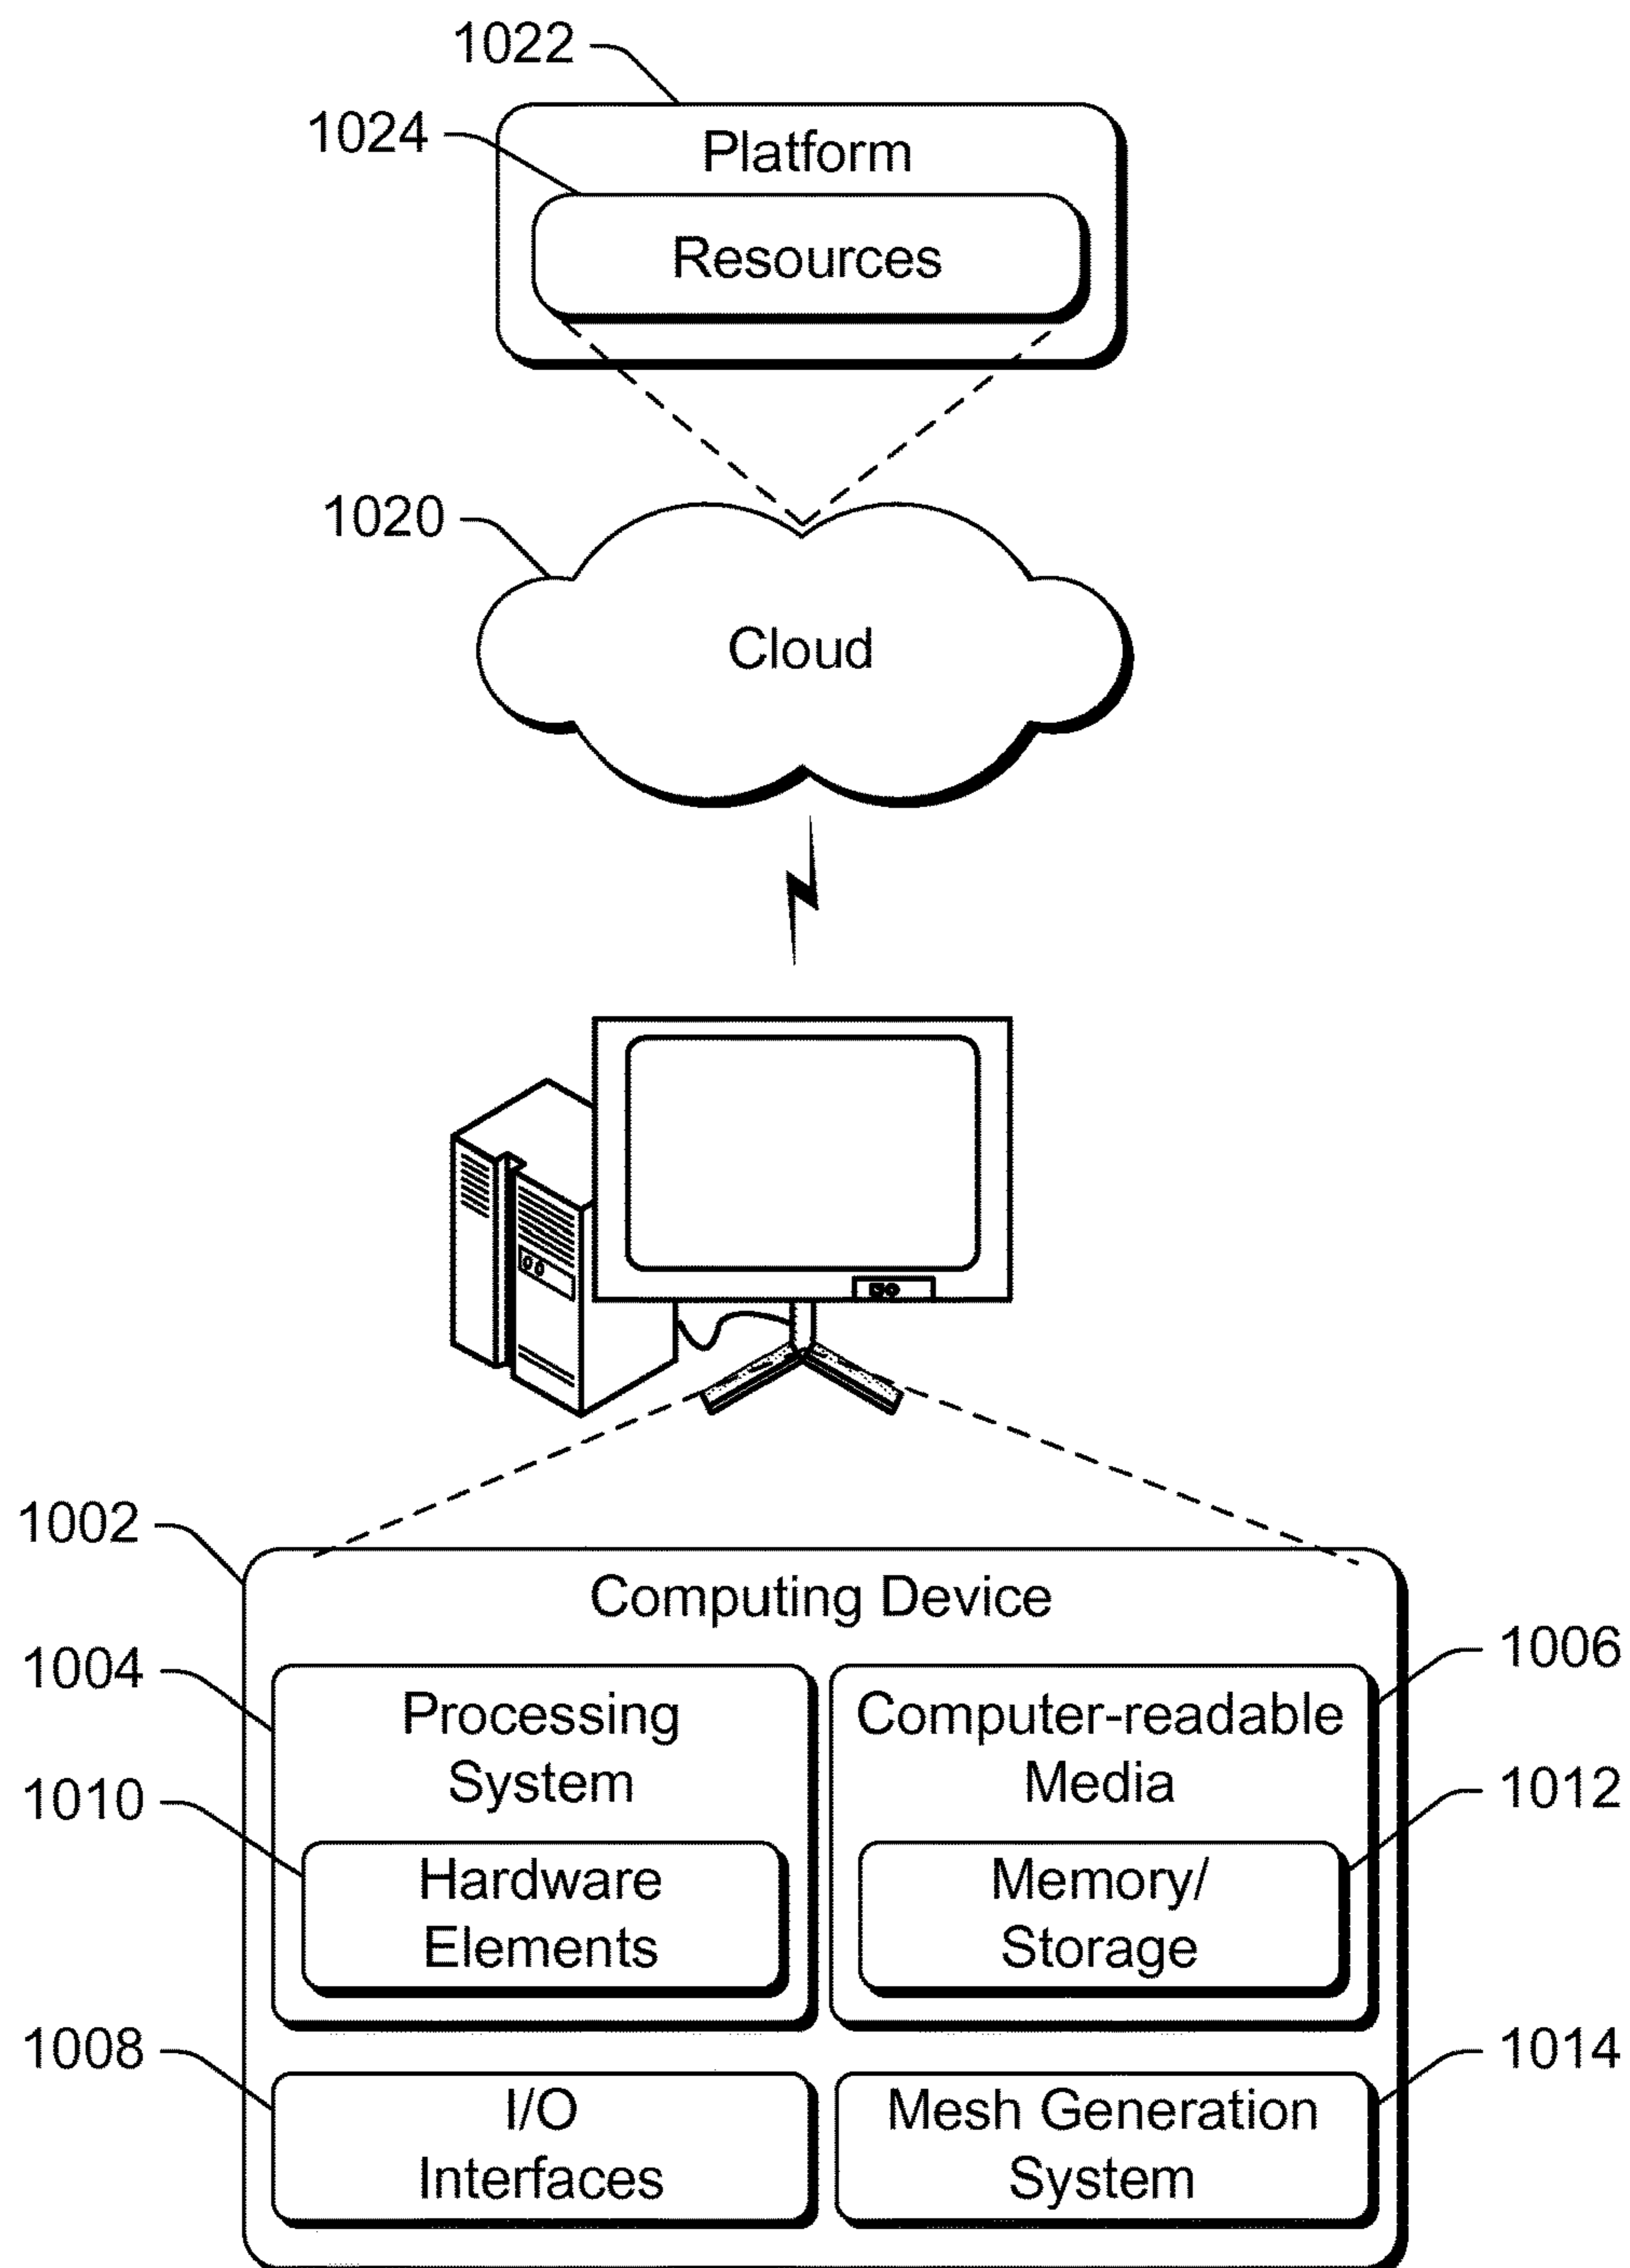 1022
1024
Platform
Resources
1020
Cloud
1002
Computing Device
1004
Processing
System
1006
Computer-readable
Media
1010
Hardware
Elements
1012
Memory/
Storage
1008
I/O
Interfaces
1014
Mesh Generation
System